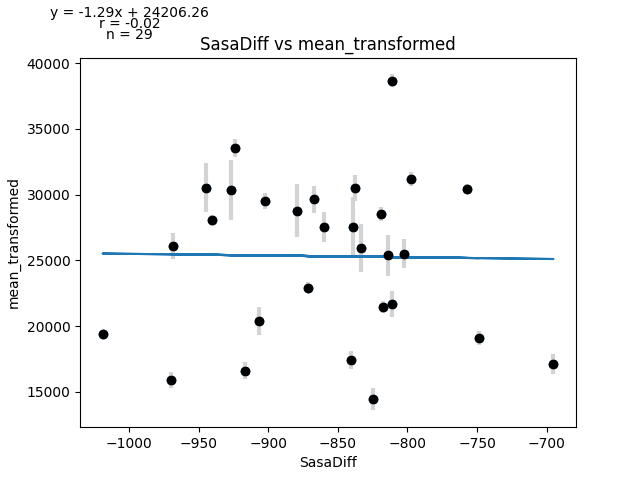 y = -1.29x + 24206.26
r = -0.02
n = 29
SasaDiff vs mean_transformed
40000
35000
30000
25000
20000
15000
mean_transformed
−1000
−950
−900
−850
−800
−750
−700
SasaDiff